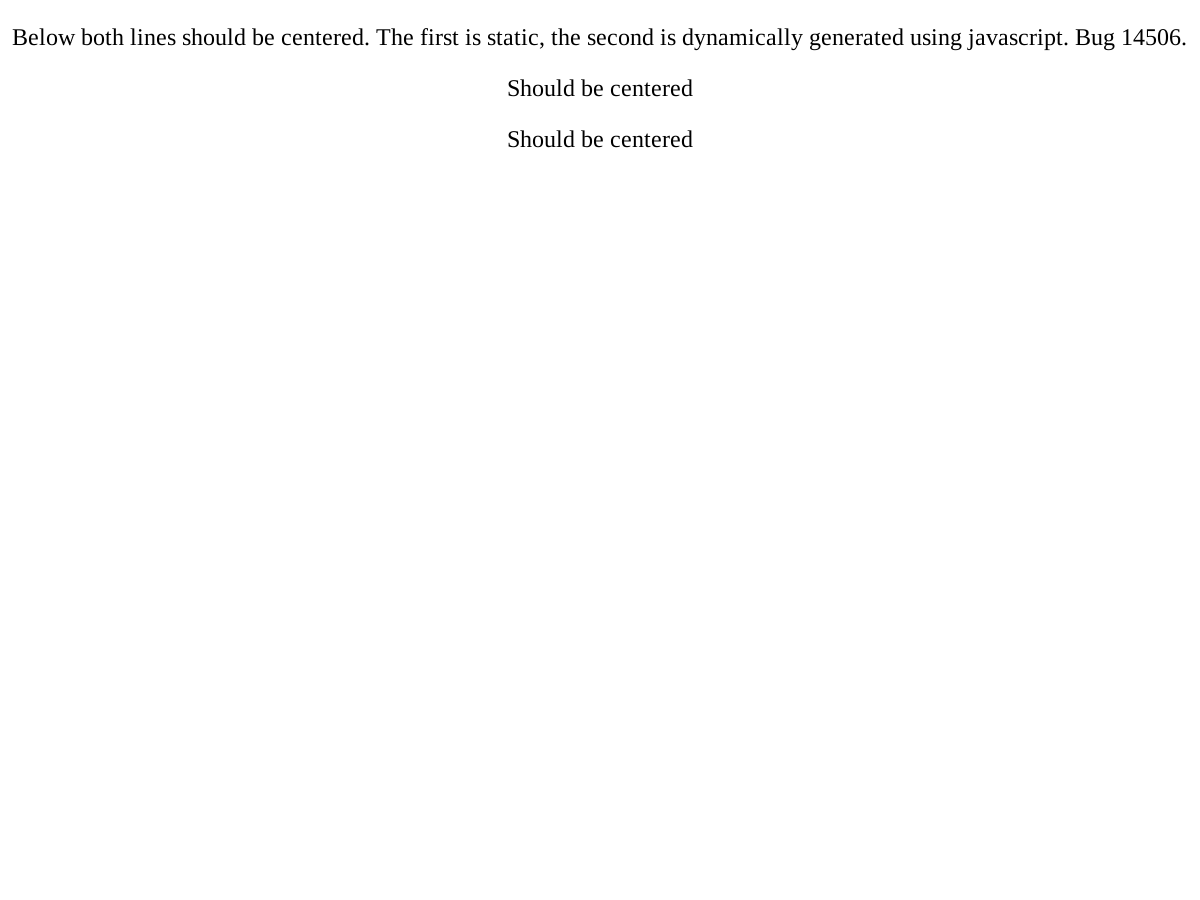 Below both lines should be centered. The first is static, the second is dynamically generated using javascript. Bug 14506.
Should be centered
Should be centered